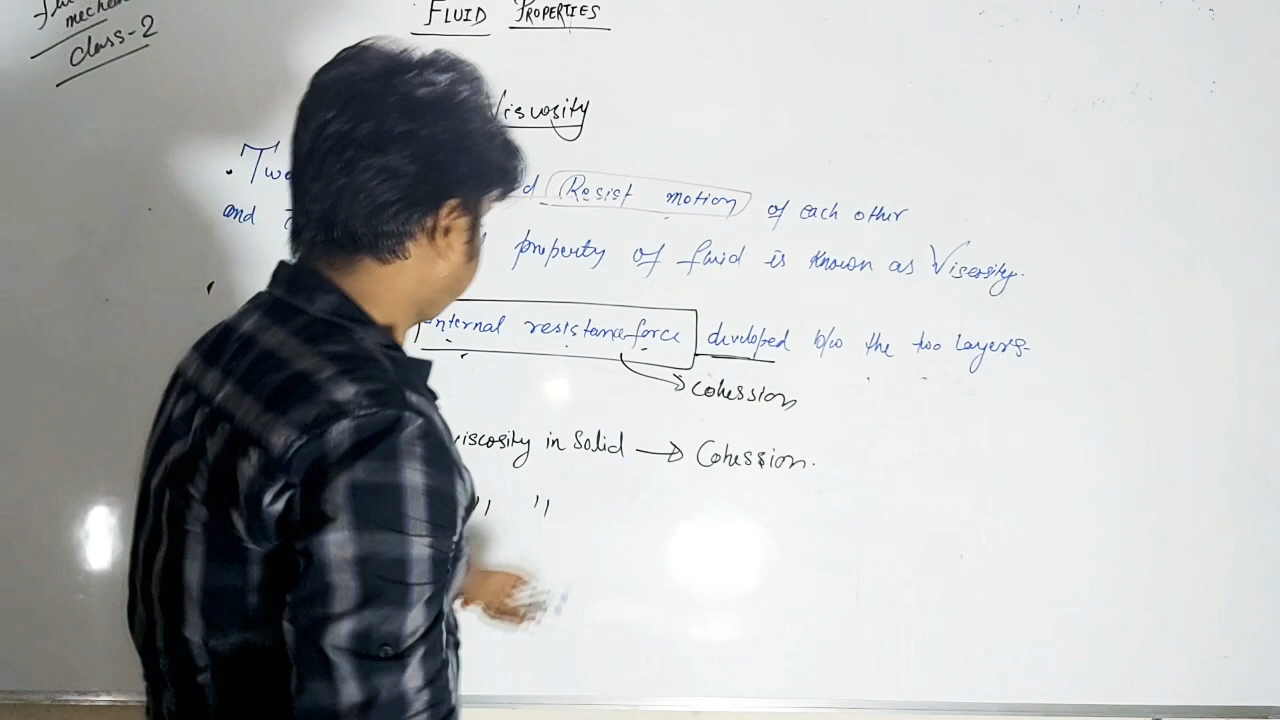 mechen
class-2
FLUID PROPERTIES
Viscosity
. Two
d Resist motion of each other
and
property of fluid is known as Viscosity.
Internal resistance force developed b/w the two Layers-
Cohession
viscosity in Solid → Cohession.
" "